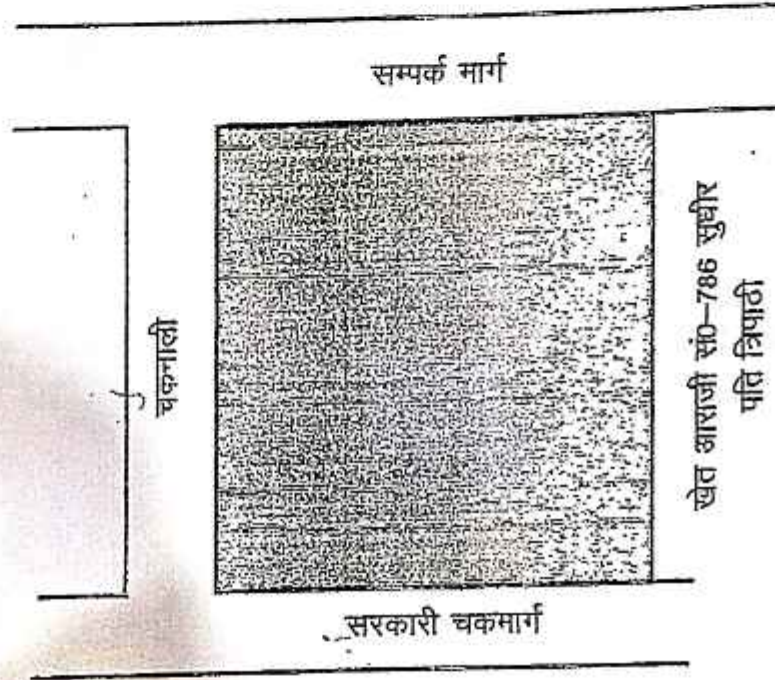 सम्पर्क मार्ग
चकनाली
खेत आराजी सं0-786 सुधीर
पति त्रिपाठी
सरकारी चकमार्ग